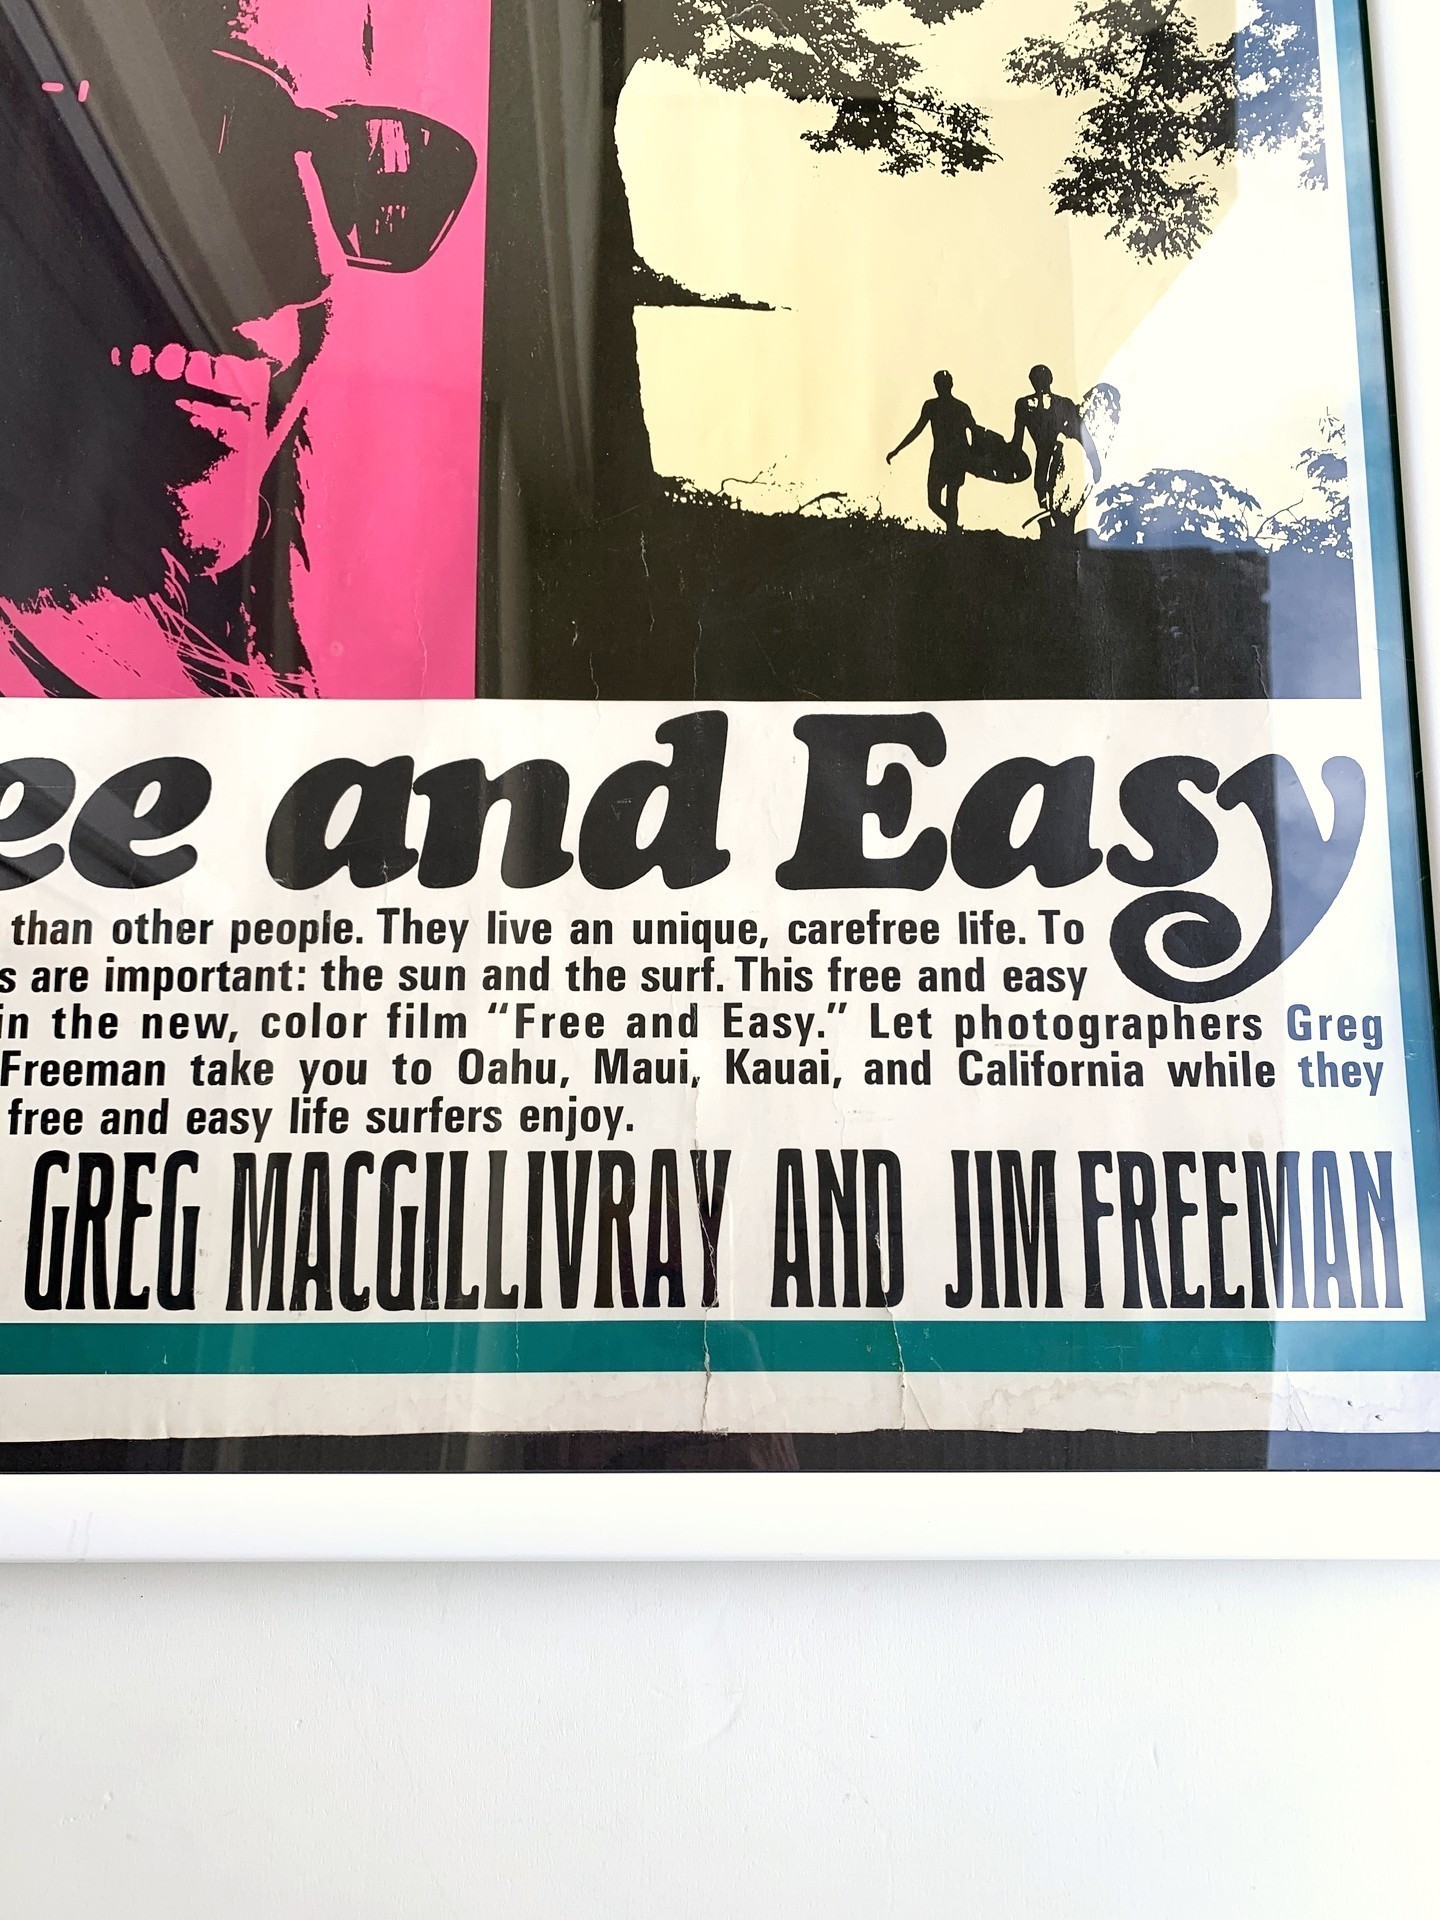 ee and Easy
than other people. They live an unique, carefree life. To
s are important: the sun and the surf. This free and easy
in the new, color film “Free and Easy.” Let photographers Greg
Freeman take you to Oahu, Maui, Kauai, and California while they
free and easy life surfers enjoy.
GREG MACGILLIVRAY AND JIM FREEMAN